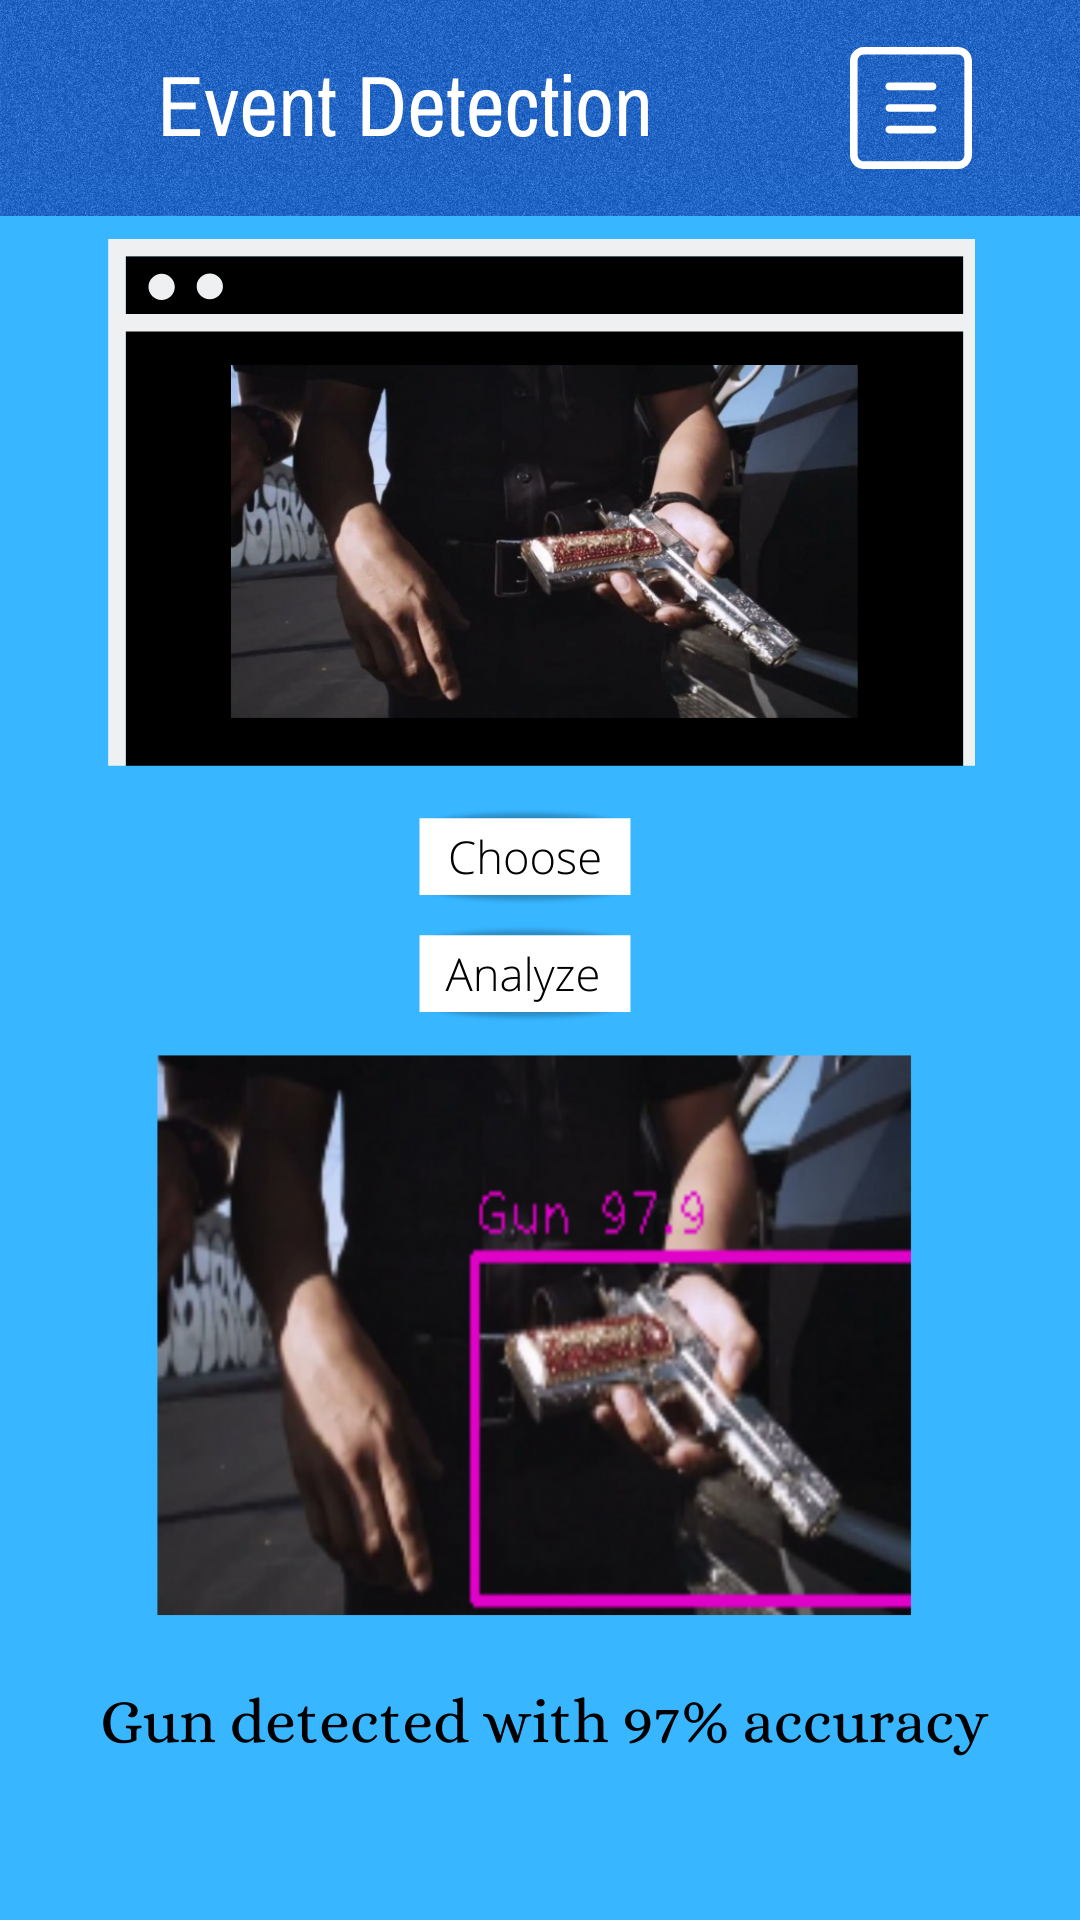 Event Detection
Choose
Analyze
Gun 97.9
Gun detected with 97% accuracy